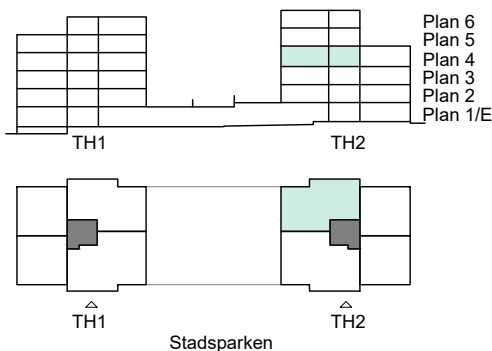 Plan 6
Plan 5
Plan 4
Plan 3
Plan 2
Plan 1/E
TH1
TH2
TH1
TH2
Stadsparken